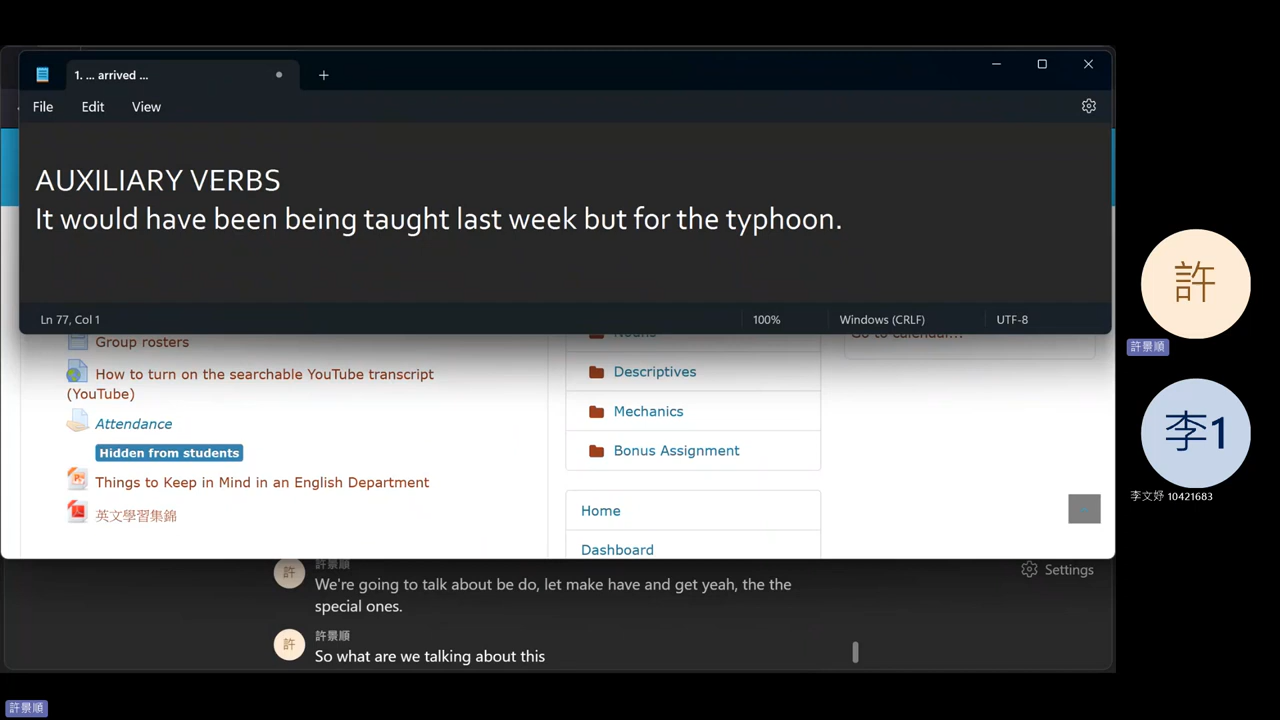 1. ... arrived ...
File Edit View
AUXILIARY VERBS
It would have been being taught last week but for the typhoon.
Ln 77, Col 1 100% Windows (CRLF) UTF-8
Group rosters
How to turn on the searchable YouTube transcript
(YouTube)
Attendance
Hidden from students
Things to Keep in Mind in an English Department
英文學習集錦
Nouns
Descriptives
Mechanics
Bonus Assignment
Home
Dashboard
Go to calendar...
許景順
We're going to talk about be do, let make have and get yeah, the the
special ones.
許景順
So what are we talking about this
許
許
Settings
許
許景順
李1
李文妤 10421683
許景順